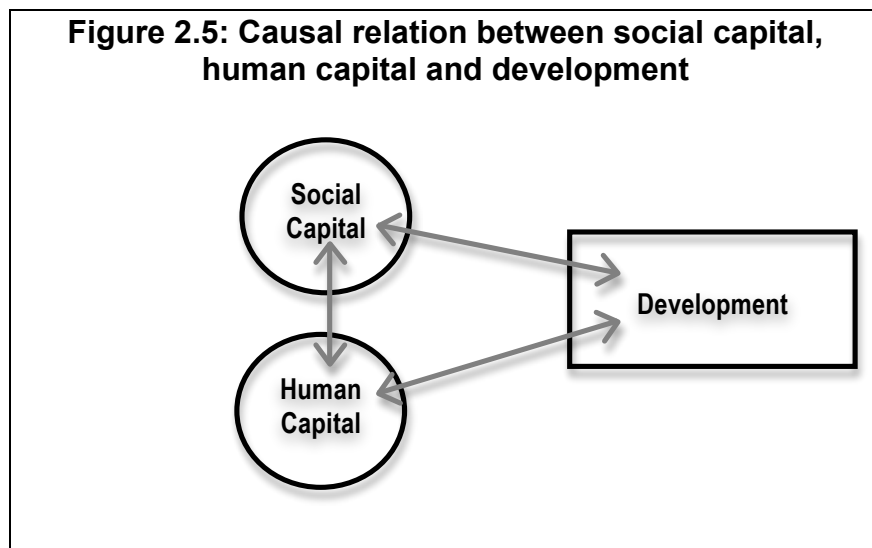 Figure 2.5: Causal relation between social capital,
human capital and development
Social
Capital
Development
Human
Capital